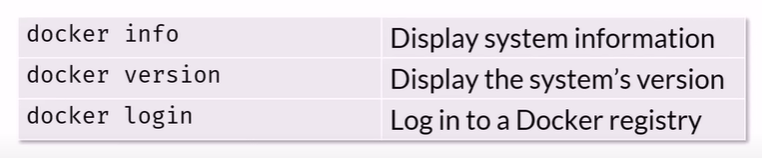 docker info Display system information
docker version Display the system’s version
docker login Log in to a Docker registry